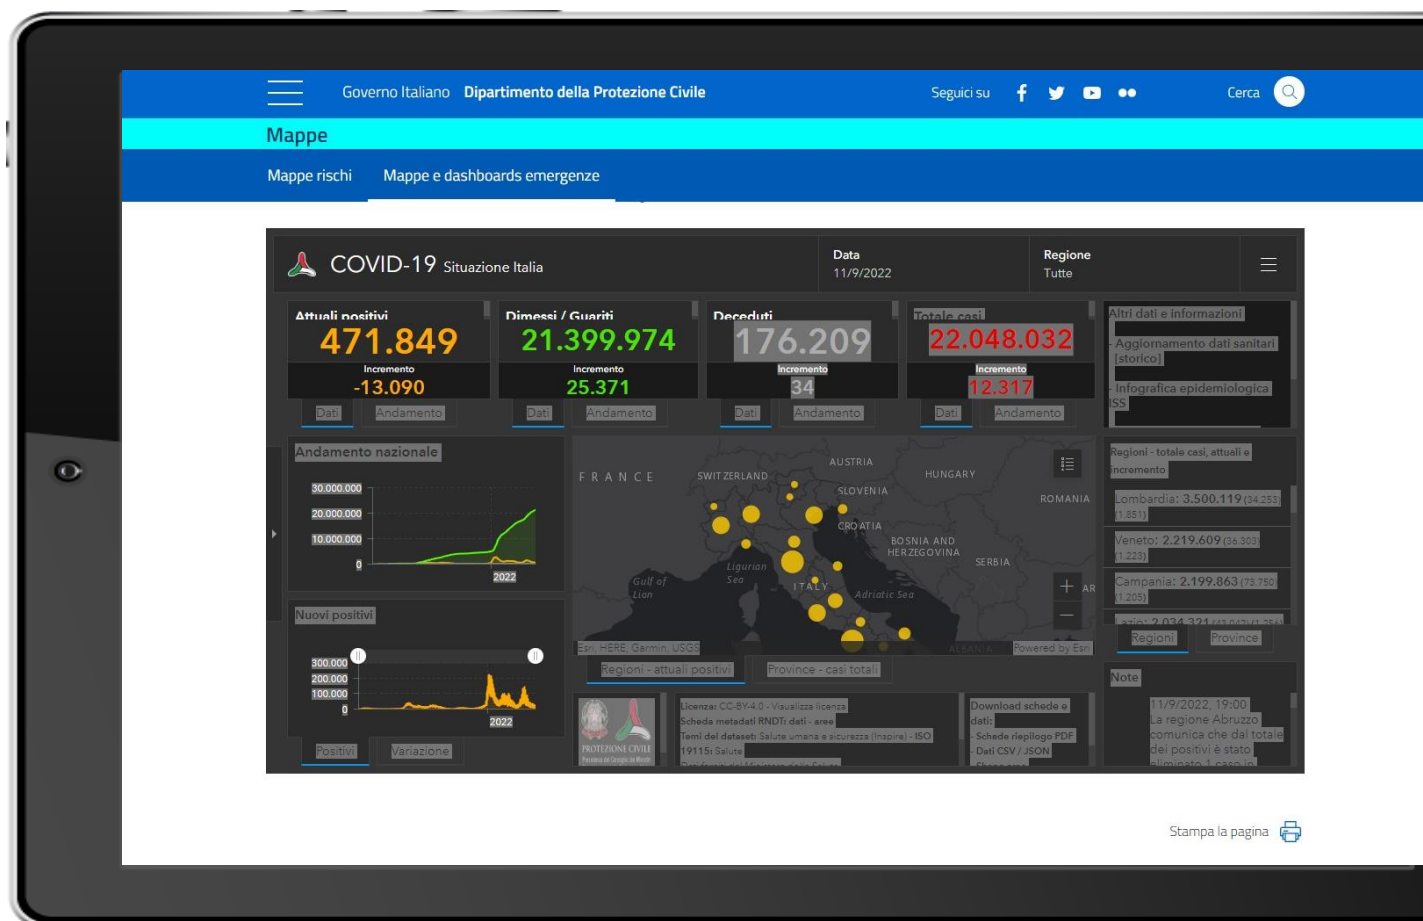 Governo Italiano Dipartimento della Protezione Civile
Seguici su
Cerca
Mappe
Mappe rischi Mappe e dashboards emergenze
COVID-19 Situazione Italia
Data
11/9/2022
Regione
Tutte
Attuali positivi
471.849
Incremento
-13.090
Dati Andamento
Dimessi / Guariti
21.399.974
Incremento
25.371
Dati Andamento
Deceduti
176.209
Incremento
34
Dati Andamento
Totale casi
22.048.032
Incremento
12.317
Dati Andamento
Altri dati e informazioni
- Aggiornamento dati sanitari
[storico]
- Infografica epidemiologica
ISS
Andamento nazionale
30.000.000
20.000.000
10.000.000
0
2022
Nuovi positivi
300.000
200.000
100.000
0
2022
Positivi Variazione
FRANCE
SWITZERLAND
AUSTRIA
HUNGARY
SLOVENIA
ROMANIA
CROATIA
BOSNIA AND
HERZEGOVINA
SERBIA
Ligurian
Sea
Gulf of
Lion
ITALY
Adriatic Sea
ALBANIA
Esri, HERE, Garmin, USGS
Powered by Esri
Regioni - attuali positivi Province - casi totali
Regioni - totale casi, attuali e
incremento
Lombardia: 3.500.119 (34.253)
(1.851)
Veneto: 2.219.609 (36.303)
(1.223)
Campania: 2.199.863 (73.750)
(1.205)
Lazio: 2.034.321
Regioni Province
PROTEZIONE CIVILE
Licenza: CC-BY-4.0 - Visualizza licenza
Scheda metadati RNDT: dati - aree
Temi del dataset: Salute umana e sicurezza (Inspire) - ISO
19115: Salute
Download schede e
dati:
- Schede riepilogo PDF
- Dati CSV / JSON
Note
11/9/2022, 19:00
La regione Abruzzo
comunica che dal totale
dei positivi è stato
eliminato 1 caso in
Stampa la pagina